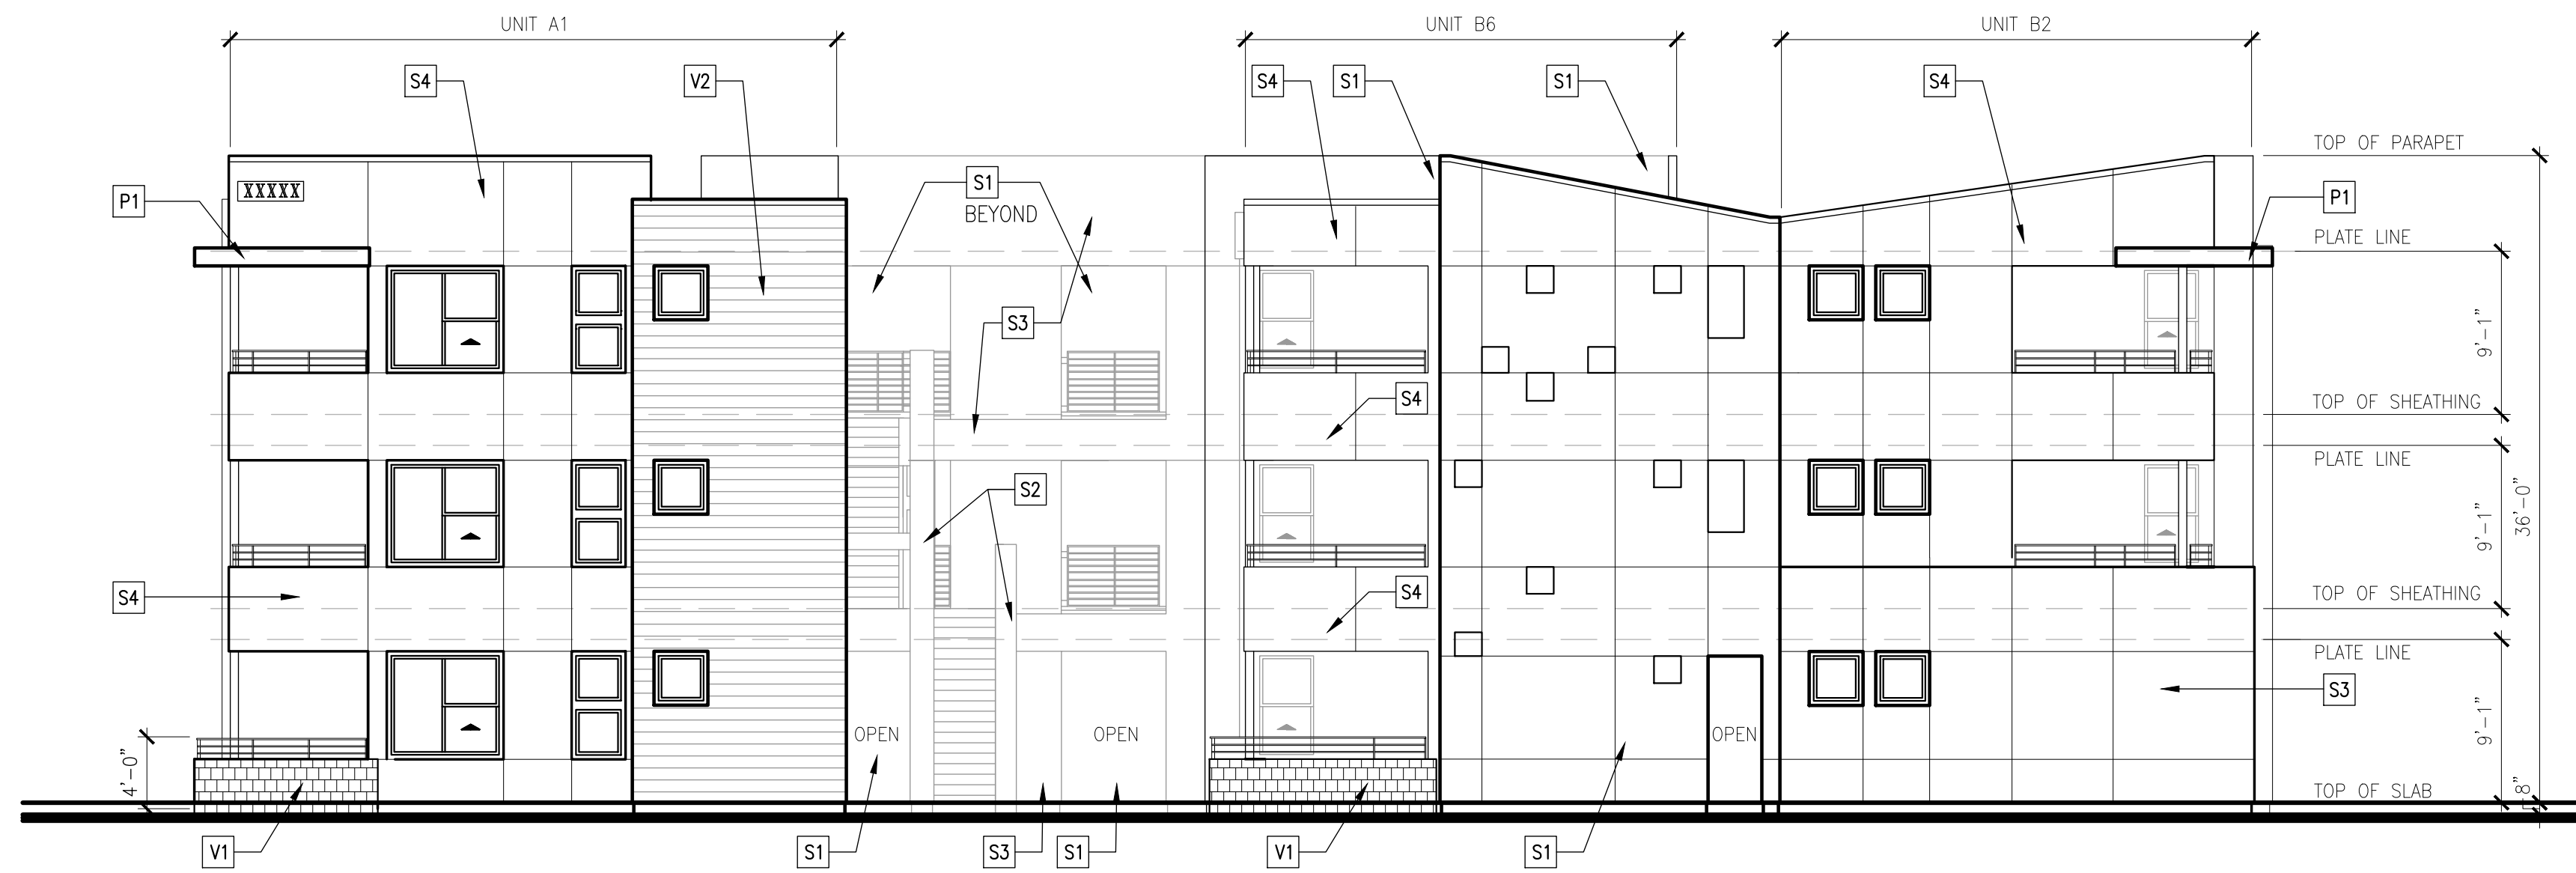 UNIT A1
UNIT B6
UNIT B2
S4
V2
S4
S1
S1
S4
TOP OF PARAPET
XXXXX
S1
BEYOND
P1
P1
PLATE LINE
S3
9'-1"
S4
TOP OF SHEATHING
PLATE LINE
S2
36'-0"
9'-1"
S4
S4
TOP OF SHEATHING
PLATE LINE
S3
OPEN
OPEN
OPEN
9'-1"
4'-0"
TOP OF SLAB
8"
V1
S1
S3
S1
V1
S1